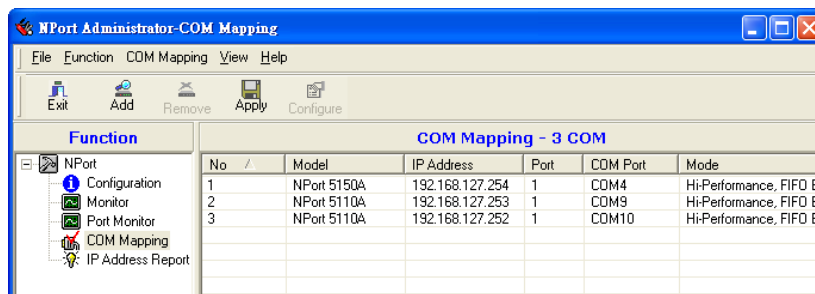 NPort Administrator-COM Mapping
File Function COM Mapping View Help
Exit Add Remove Apply Configure
Function
COM Mapping - 3 COM
NPort
Configuration
Monitor
Port Monitor
COM Mapping
IP Address Report
No Model IP Address Port COM Port Mode
1 NPort 5150A 192.168.127.254 1 COM4 Hi-Performance, FIFO E
2 NPort 5110A 192.168.127.253 1 COM9 Hi-Performance, FIFO E
3 NPort 5110A 192.168.127.252 1 COM10 Hi-Performance, FIFO E